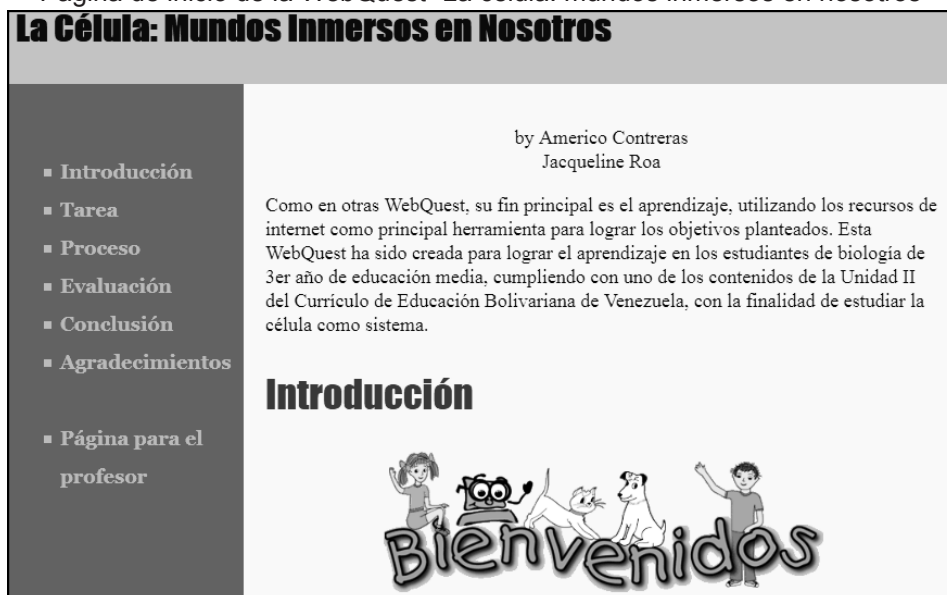 Página de inicio de la WebQuest "La célula: Mundos inmersos en nosotros"
La Célula: Mundos Inmersos en Nosotros
by Americo Contreras
Jacqueline Roa
Introducción
Tarea
Proceso
Evaluación
Conclusión
Agradecimientos
Página para el
profesor
Como en otras WebQuest, su fin principal es el aprendizaje, utilizando los recursos de
internet como principal herramienta para lograr los objetivos planteados. Esta
WebQuest ha sido creada para lograr el aprendizaje en los estudiantes de biología de
3er año de educación media, cumpliendo con uno de los contenidos de la Unidad II
del Currículo de Educación Bolivariana de Venezuela, con la finalidad de estudiar la
célula como sistema.
Introducción
Bienvenidos